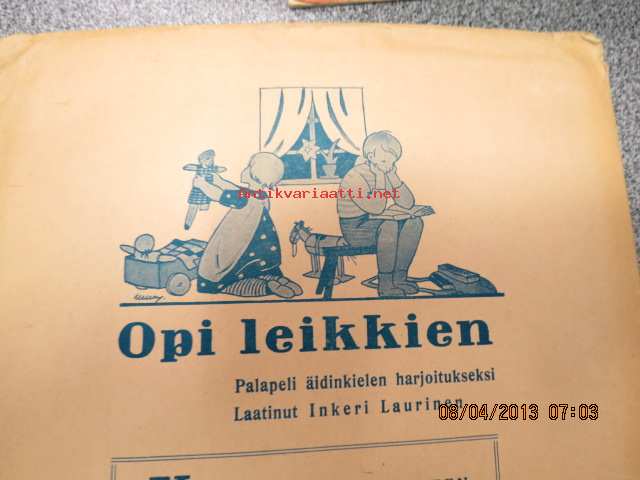 antikvariaatti.net
Opi leikkien
Palapeli äidinkielen harjoitukseksi
Laatinut Inkeri Laurinen
08/04/2013 07:03